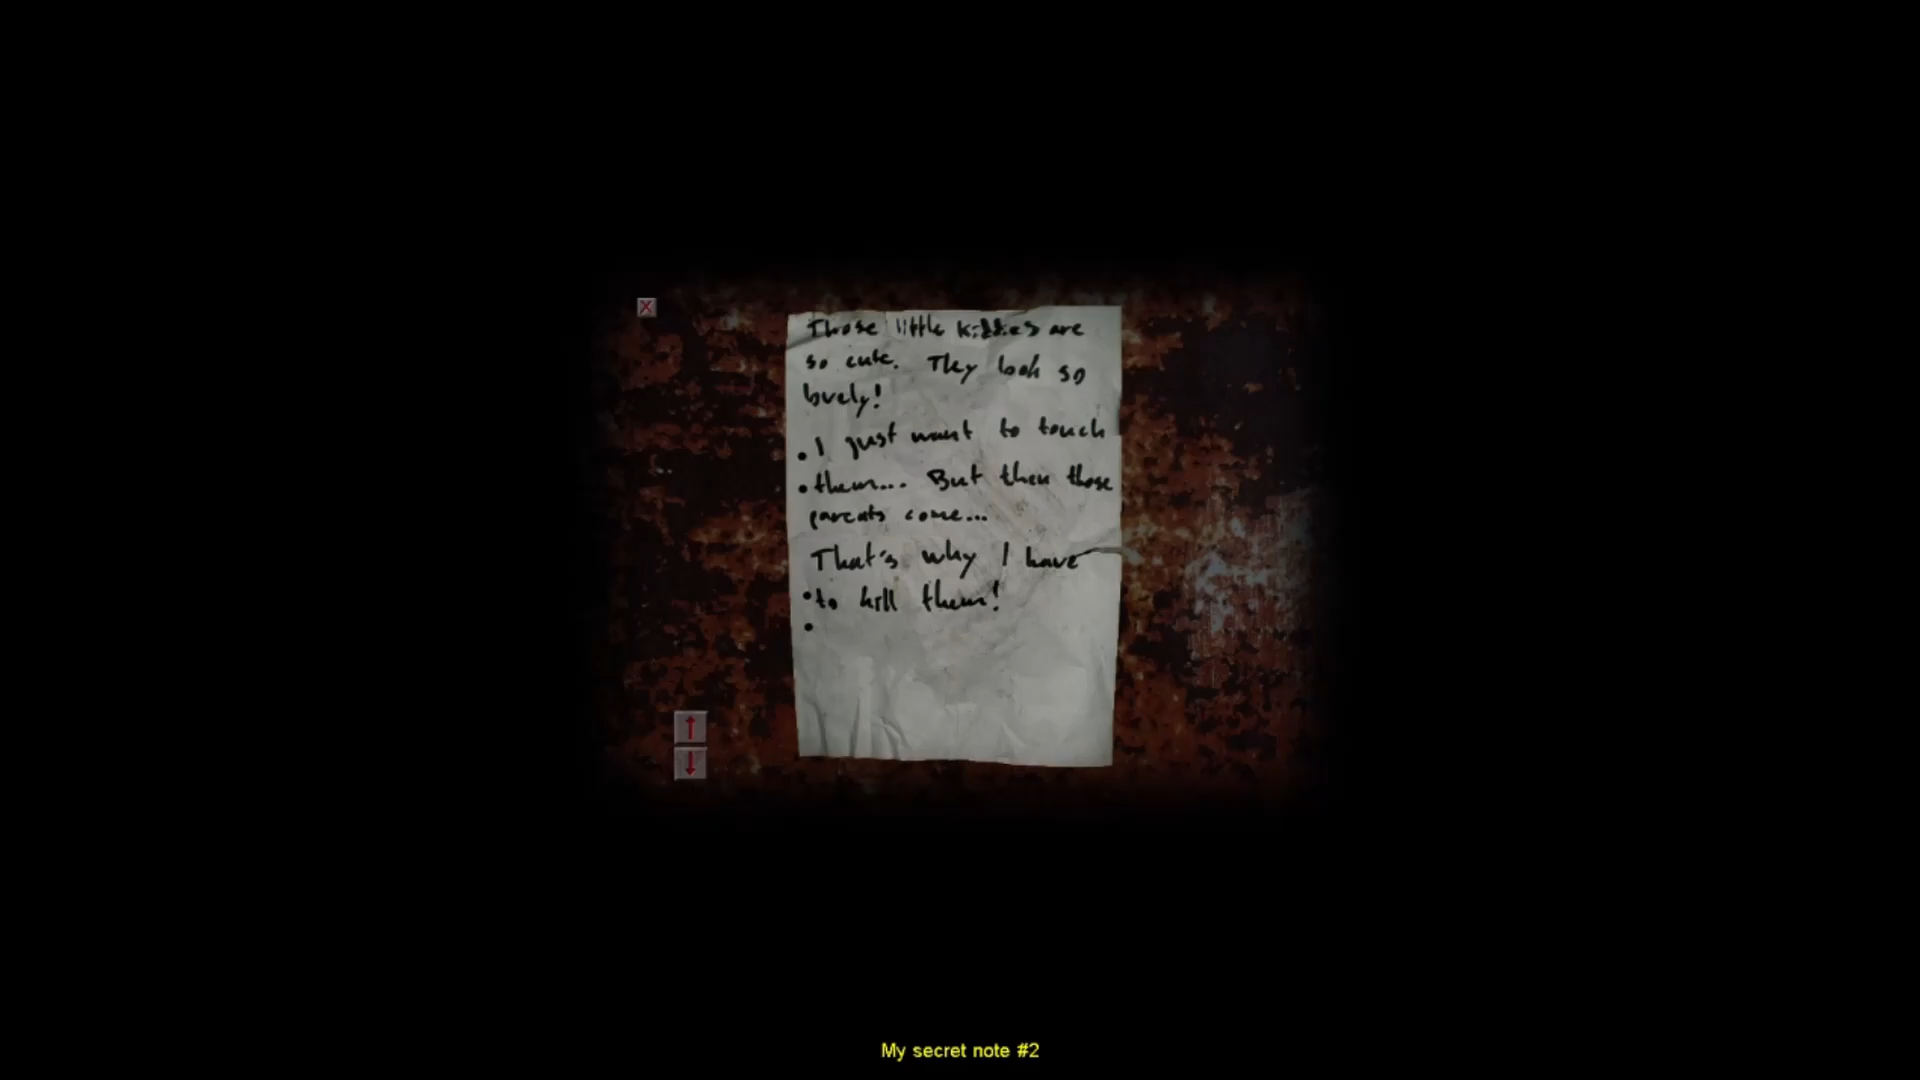 Those little kiddies are
so cute. They look so
lovely!
I just want to touch
them... But then those
parents come...
That's why I have
to kill them!
My secret note #2